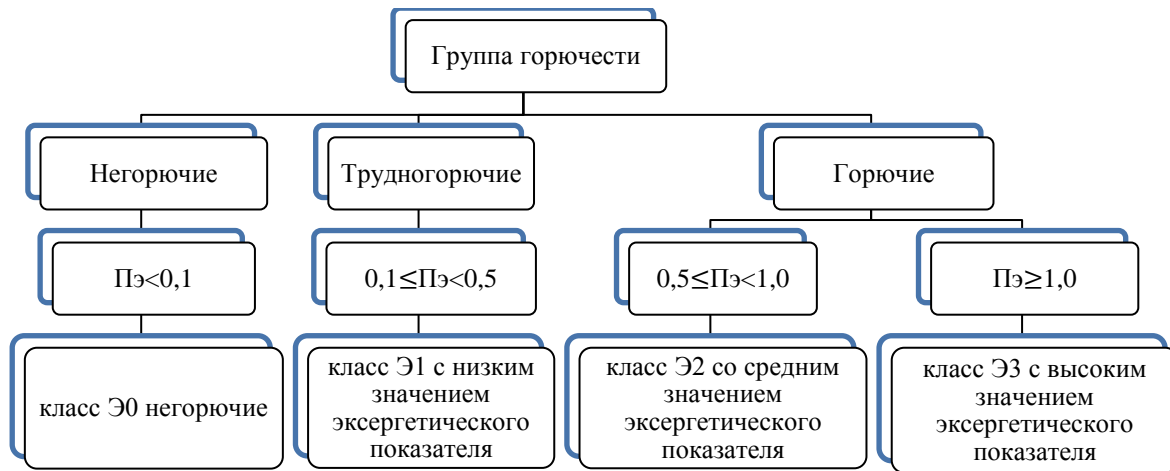 Группа горючести
Негорючие
Трудногорючие
Горючие
Пэ<0,1
0,1≤Пэ<0,5
0,5≤Пэ<1,0
Пэ≥1,0
класс Э0 негорючие
класс Э1 с низким
значением
эксергетического
показателя
класс Э2 со средним
значением
эксергетического
показателя
класс Э3 с высоким
значением
эксергетического
показателя